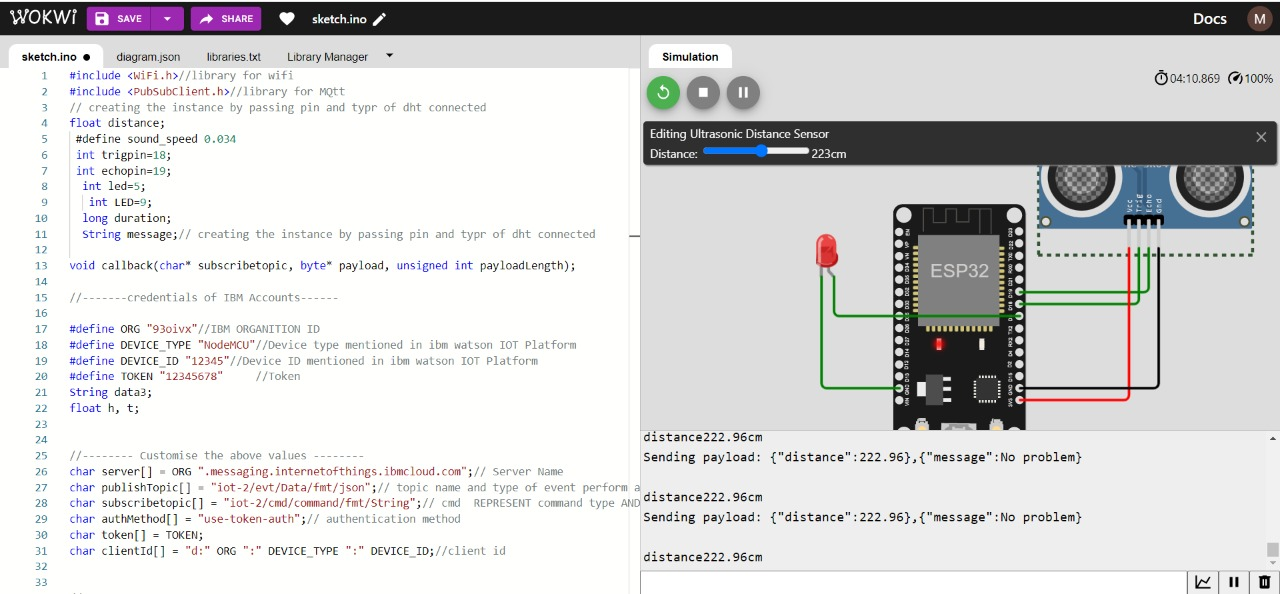 WOKWI SAVE SHARE sketch.ino Docs M
sketch.ino diagram.json libraries.txt Library Manager
1 #include <WiFi.h>//library for wifi
2 #include <PubSubClient.h>//library for MQtt
3 // creating the instance by passing pin and typr of dht connected
4 float distance;
5 #define sound_speed 0.034
6 int trigpin=18;
7 int echopin=19;
8 int led=5;
9 int LED=9;
10 long duration;
11 String message;// creating the instance by passing pin and typr of dht connected
12
13 void callback(char* subscribetopic, byte* payload, unsigned int payloadLength);
14
15 //-------credentials of IBM Accounts------
16
17 #define ORG "93oivx"//IBM ORGANITION ID
18 #define DEVICE_TYPE "NodeMCU"//Device type mentioned in ibm watson IOT Platform
19 #define DEVICE_ID "12345"//Device ID mentioned in ibm watson IOT Platform
20 #define TOKEN "12345678" //Token
21 String data3;
22 float h, t;
23
24
25 //-------- Customise the above values --------
26 char server[] = ORG ".messaging.internetofthings.ibmcloud.com";// Server Name
27 char publishTopic[] = "iot-2/evt/Data/fmt/json";// topic name and type of event perform a
28 char subscribetopic[] = "iot-2/cmd/command/fmt/String";// cmd REPRESENT command type AND
29 char authMethod[] = "use-token-auth";// authentication method
30 char token[] = TOKEN;
31 char clientId[] = "d:" ORG ":" DEVICE_TYPE ":" DEVICE_ID;//client id
32
33
Simulation
04:10.869 100%
Editing Ultrasonic Distance Sensor
Distance: 223cm
Vcc
Trig
Echo
Gnd
ESP32
distance222.96cm
Sending payload: {"distance":222.96},{"message":No problem}
distance222.96cm
Sending payload: {"distance":222.96},{"message":No problem}
distance222.96cm